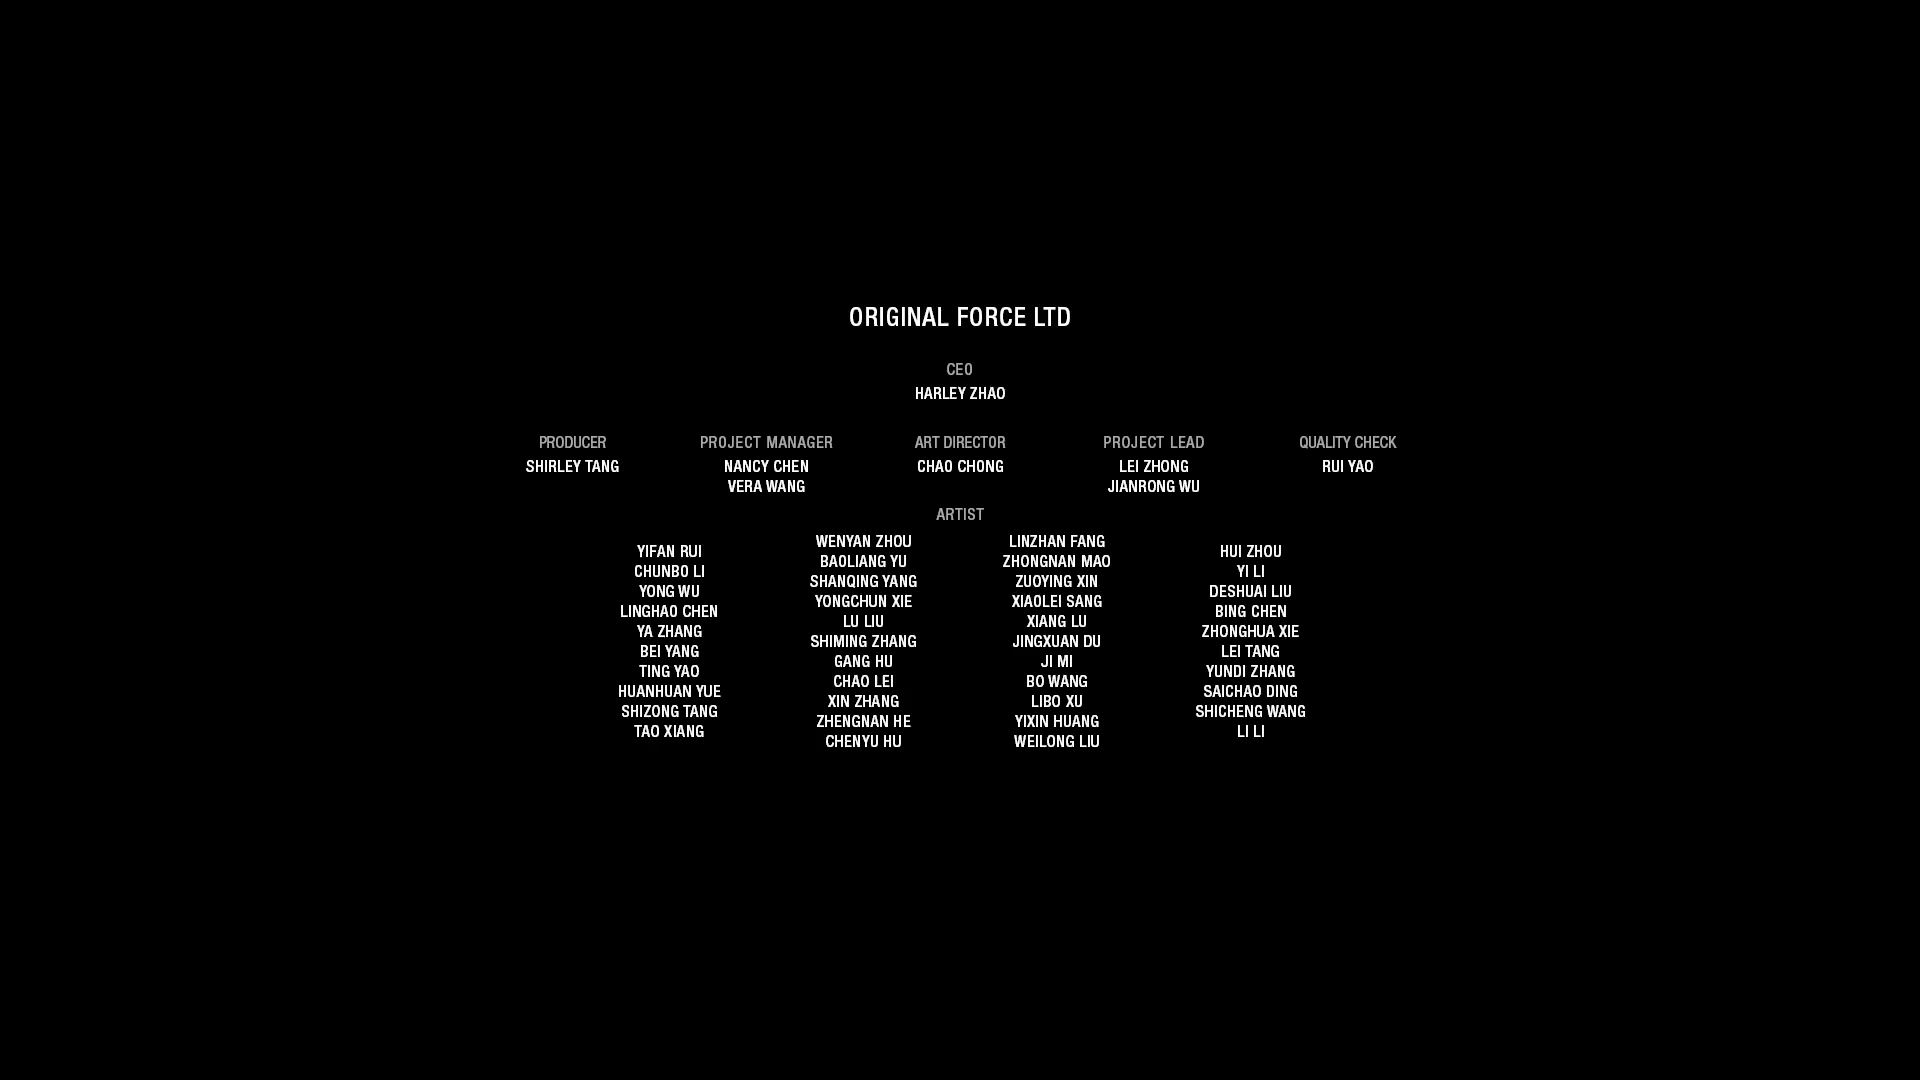 ORIGINAL FORCE LTD
CEO
HARLEY ZHAO
PRODUCER
SHIRLEY TANG
PROJECT MANAGER
NANCY CHEN
VERA WANG
ART DIRECTOR
CHAO CHONG
PROJECT LEAD
LEI ZHONG
JIANRONG WU
QUALITY CHECK
RUI YAO
ARTIST
YIFAN RUI
CHUNBO LI
YONG WU
LINGHAO CHEN
YA ZHANG
BEI YANG
TING YAO
HUANHUAN YUE
SHIZONG TANG
TAO XIANG
WENYAN ZHOU
BAOLIANG YU
SHANQING YANG
YONGCHUN XIE
LU LIU
SHIMING ZHANG
GANG HU
CHAO LEI
XIN ZHANG
ZHENGNAN HE
CHENYU HU
LINZHAN FANG
ZHONGNAN MAO
ZUOYING XIN
XIAOLEI SANG
XIANG LU
JINGXUAN DU
JI MI
BO WANG
LIBO XU
YIXIN HUANG
WEILONG LIU
HUI ZHOU
YI LI
DESHUAI LIU
BING CHEN
ZHONGHUA XIE
LEI TANG
YUNDI ZHANG
SAICHAO DING
SHICHENG WANG
LI LI